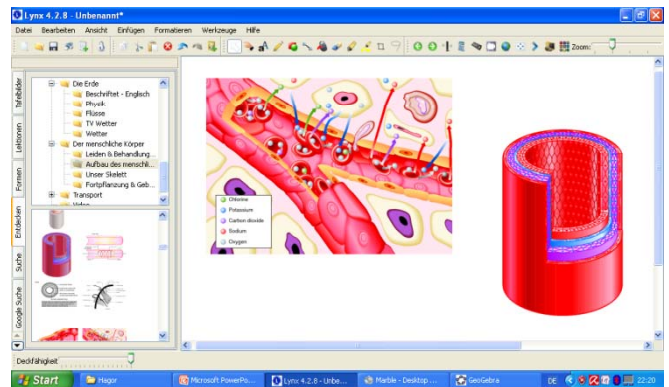 Lynx 4.2.8 - Unbenannt*
Datei Bearbeiten Ansicht Einfügen Formatieren Werkzeuge Hilfe
Zoom:
Tafelbilder
Lektionen
Formen
Entdecken
Suche
Google Suche
Die Erde
Beschriftet - Englisch
Physik
Flüsse
TV Wetter
Wetter
Der menschliche Körper
Leiden & Behandlung...
Aufbau des menschli...
Unser Skelett
Fortpflanzung & Geb...
Transport
Video
Chlorine
Potassium
Carbon dioxide
Sodium
Oxygen
Deckfähigkeit
Start
Hagor
Microsoft PowerPo...
Lynx 4.2.8 - Unbe...
Marble - Desktop ...
GeoGebra
DE
22:20